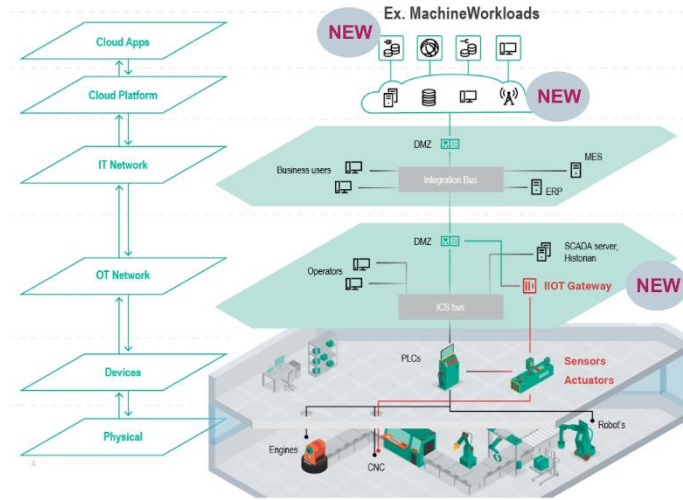 Ex. MachineWorkloads
NEW
Cloud Apps
Cloud Platform
NEW
DMZ
IT Network
Business users
Integration Bus
MES
ERP
DMZ
SCADA server,
Historian
Operators
IIOT Gateway
NEW
OT Network
ICS bus
PLCs
Sensors
Actuators
Devices
Physical
Engines
CNC
Robot's
4